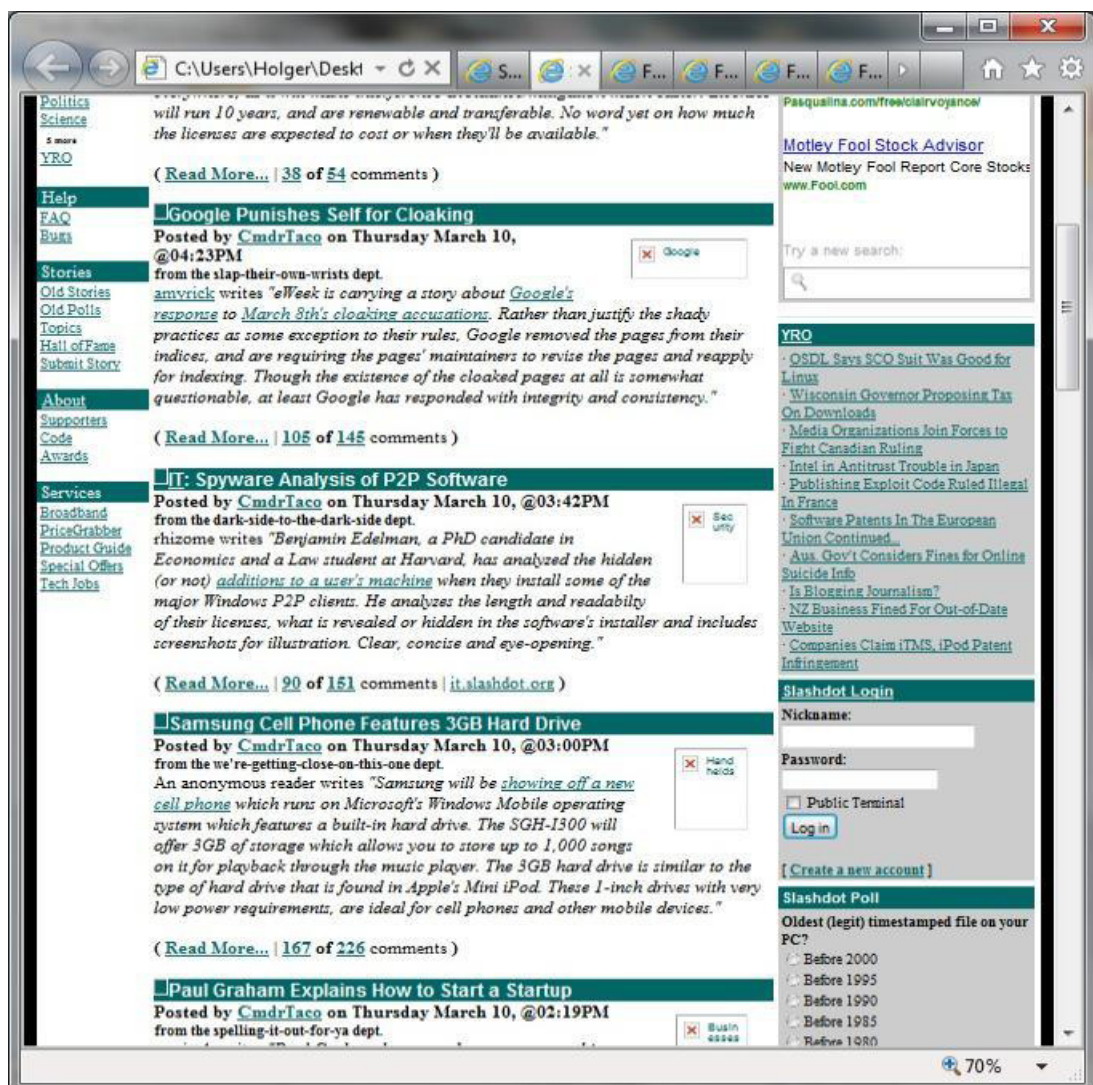 C:\Users\Holger\Deskt
S...
F...
F...
F...
F...
Politics
Science
5 more
YRO
Help
FAQ
Bugs
Stories
Old Stories
Old Polls
Topics
Hall of Fame
Submit Story
About
Supporters
Code
Awards
Services
Broadband
PriceGrabber
Product Guide
Special Offers
Tech Jobs
will run 10 years, and are renewable and transferable. No word yet on how much
the licenses are expected to cost or when they'll be available."
( Read More... | 38 of 54 comments )
Google Punishes Self for Cloaking
Posted by CmdrTaco on Thursday March 10,
@04:23PM
from the slap-their-own-wrists dept.
Google
amyrick writes "eWeek is carrying a story about Google's
response to March 8th's cloaking accusations. Rather than justify the shady
practices as some exception to their rules, Google removed the pages from their
indices, and are requiring the pages' maintainers to revise the pages and reapply
for indexing. Though the existence of the cloaked pages at all is somewhat
questionable, at least Google has responded with integrity and consistency."
( Read More... | 105 of 145 comments )
IT: Spyware Analysis of P2P Software
Posted by CmdrTaco on Thursday March 10, @03:42PM
from the dark-side-to-the-dark-side dept.
Sec
urity
rhizome writes "Benjamin Edelman, a PhD candidate in
Economics and a Law student at Harvard, has analyzed the hidden
(or not) additions to a user's machine when they install some of the
major Windows P2P clients. He analyzes the length and readabilty
of their licenses, what is revealed or hidden in the software's installer and includes
screenshots for illustration. Clear, concise and eye-opening."
( Read More... | 90 of 151 comments | it.slashdot.org )
Samsung Cell Phone Features 3GB Hard Drive
Posted by CmdrTaco on Thursday March 10, @03:00PM
from the we're-getting-close-on-this-one dept.
Hand
helds
An anonymous reader writes "Samsung will be showing off a new
cell phone which runs on Microsoft's Windows Mobile operating
system which features a built-in hard drive. The SGH-I300 will
offer 3GB of storage which allows you to store up to 1,000 songs
on it for playback through the music player. The 3GB hard drive is similar to the
type of hard drive that is found in Apple's Mini iPod. These 1-inch drives with very
low power requirements, are ideal for cell phones and other mobile devices."
( Read More... | 167 of 226 comments )
Paul Graham Explains How to Start a Startup
Posted by CmdrTaco on Thursday March 10, @02:19PM
from the spelling-it-out-for-ya dept.
Busin
esses
Pasqualina.com/free/clairvoyance/
Motley Fool Stock Advisor
New Motley Fool Report Core Stocks
www.Fool.com
Try a new search:
YRO
· OSDL Says SCO Suit Was Good for
Linux
· Wisconsin Governor Proposing Tax
On Downloads
· Media Organizations Join Forces to
Fight Canadian Ruling
· Intel in Antitrust Trouble in Japan
· Publishing Exploit Code Ruled Illegal
In France
· Software Patents In The European
Union Continued...
· Aus. Gov't Considers Fines for Online
Suicide Info
· Is Blogging Journalism?
· NZ Business Fined For Out-of-Date
Website
· Companies Claim iTMS, iPod Patent
Infringement
Slashdot Login
Nickname:
Password:
Public Terminal
Log in
[ Create a new account ]
Slashdot Poll
Oldest (legit) timestamped file on your
PC?
Before 2000
Before 1995
Before 1990
Before 1985
Before 1980
70%